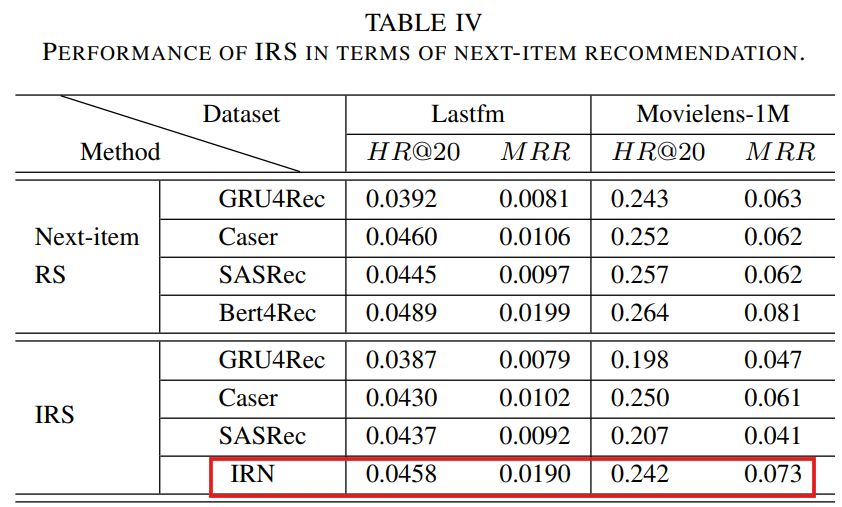 TABLE IV
PERFORMANCE OF IRS IN TERMS OF NEXT-ITEM RECOMMENDATION.
Dataset Lastfm Movielens-1M
Method HR@20 MRR HR@20 MRR
GRU4Rec 0.0392 0.0081 0.243 0.063
Next-item Caser 0.0460 0.0106 0.252 0.062
RS SASRec 0.0445 0.0097 0.257 0.062
Bert4Rec 0.0489 0.0199 0.264 0.081
GRU4Rec 0.0387 0.0079 0.198 0.047
Caser 0.0430 0.0102 0.250 0.061
IRS
SASRec 0.0437 0.0092 0.207 0.041
IRN 0.0458 0.0190 0.242 0.073